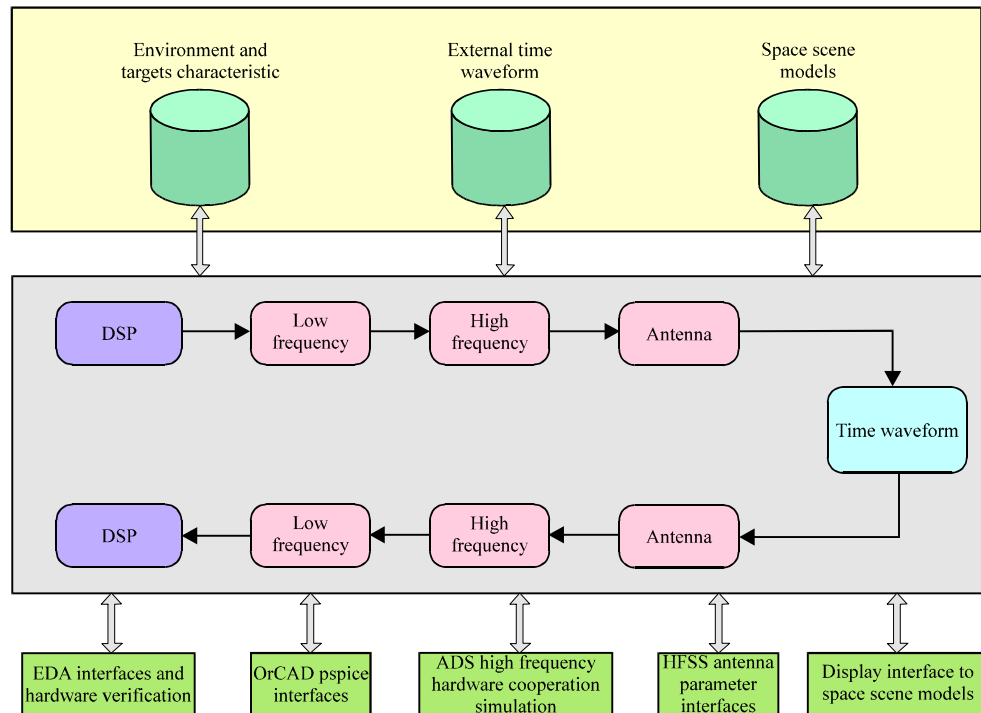 Environment and
targets characteristic
External time
waveform
Space scene
models
DSP
Low
frequency
High
frequency
Antenna
Time waveform
DSP
Low
frequency
High
frequency
Antenna
EDA interfaces and
hardware verification
OrCAD pspice
interfaces
ADS high frequency
hardware cooperation
simulation
HFSS antenna
parameter
interfaces
Display interface to
space scene models